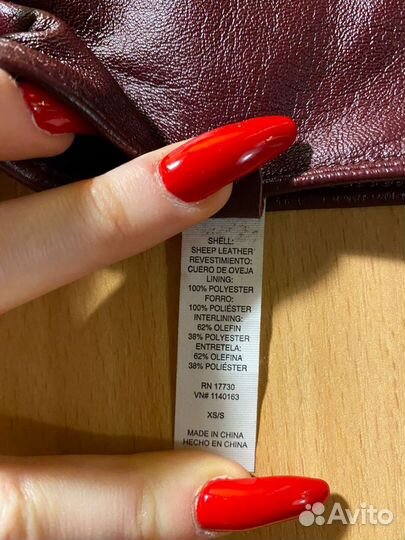 SHELL:
SHEEP LEATHER
REVESTIMIENTO:
CUERO DE OVEJA
LINING:
100% POLYESTER
FORRO:
100% POLIÉSTER
INTERLINING:
62% OLEFIN
38% POLYESTER
ENTRETELA:
62% OLEFINA
38% POLIÉSTER
RN 17730
VN# 1140163
XS/S
MADE IN CHINA
HECHO EN CHINA
Avito